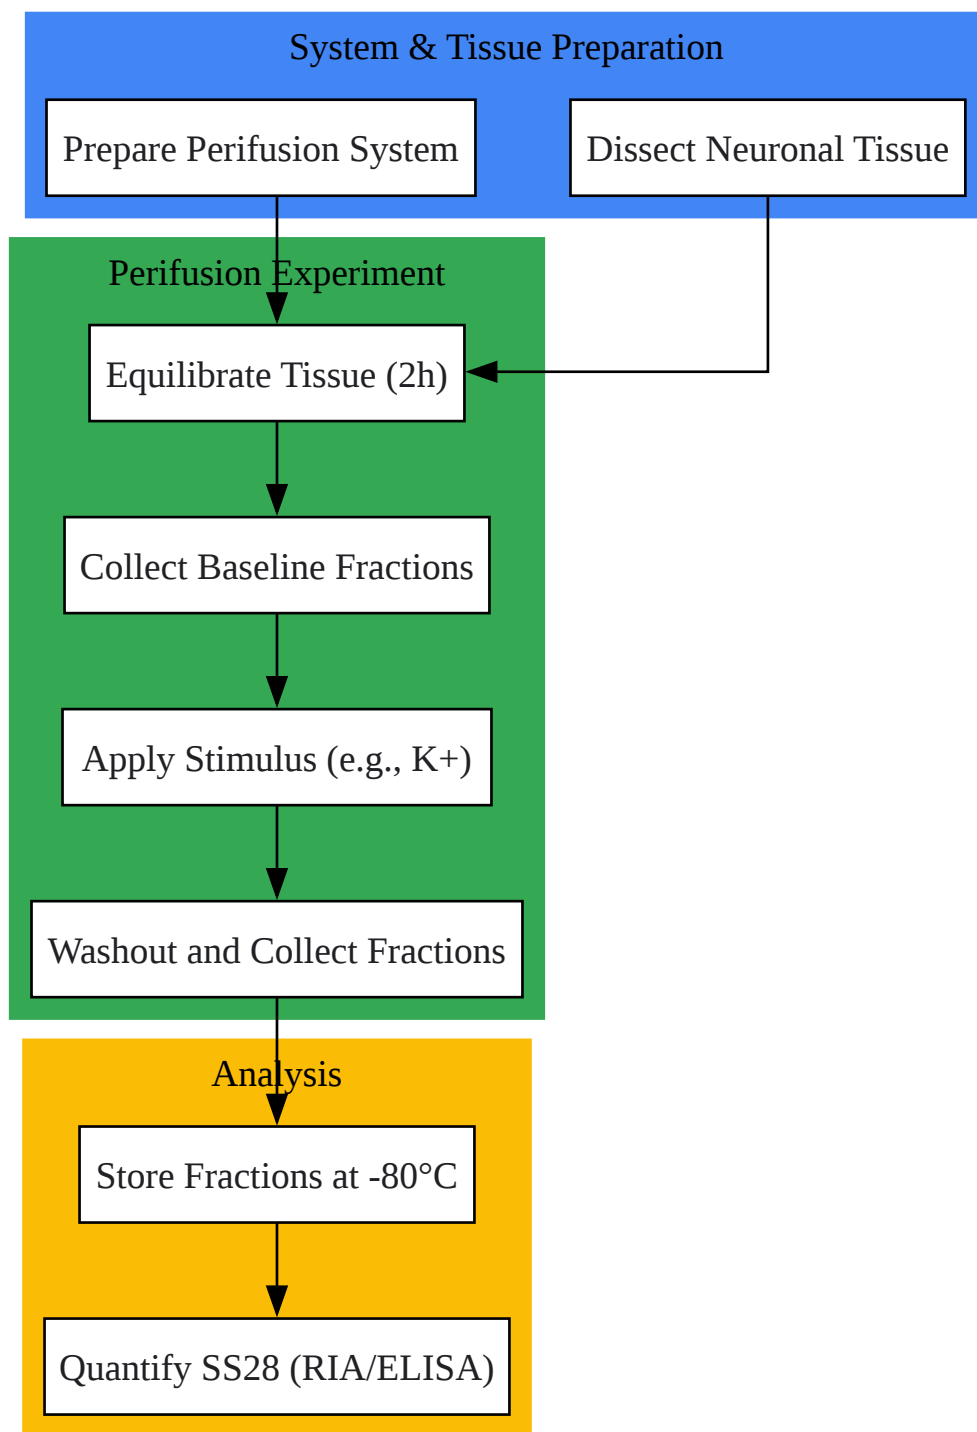 System & Tissue Preparation
Prepare Perifusion System
Dissect Neuronal Tissue
Perifusion Experiment
Equilibrate Tissue (2h)
Collect Baseline Fractions
Apply Stimulus (e.g., K+)
Washout and Collect Fractions
Analysis
Store Fractions at -80°C
Quantify SS28 (RIA/ELISA)